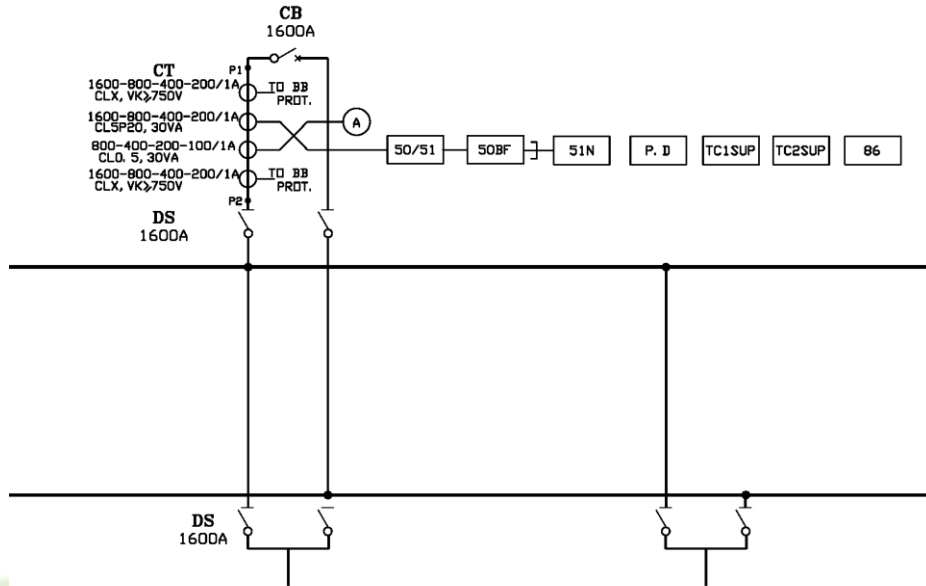 CB
1600A
CT
P1
1600-800-400-200/1A
CLX, VK≥750V
TO BB
PROT.
1600-800-400-200/1A
CL5P20, 30VA
A
800-400-200-100/1A
CL0.5, 30VA
50/51
50BF
51N
P.D
TC1SUP
TC2SUP
86
1600-800-400-200/1A
CLX, VK≥750V
TO BB
PROT.
P2
DS
1600A
DS
1600A